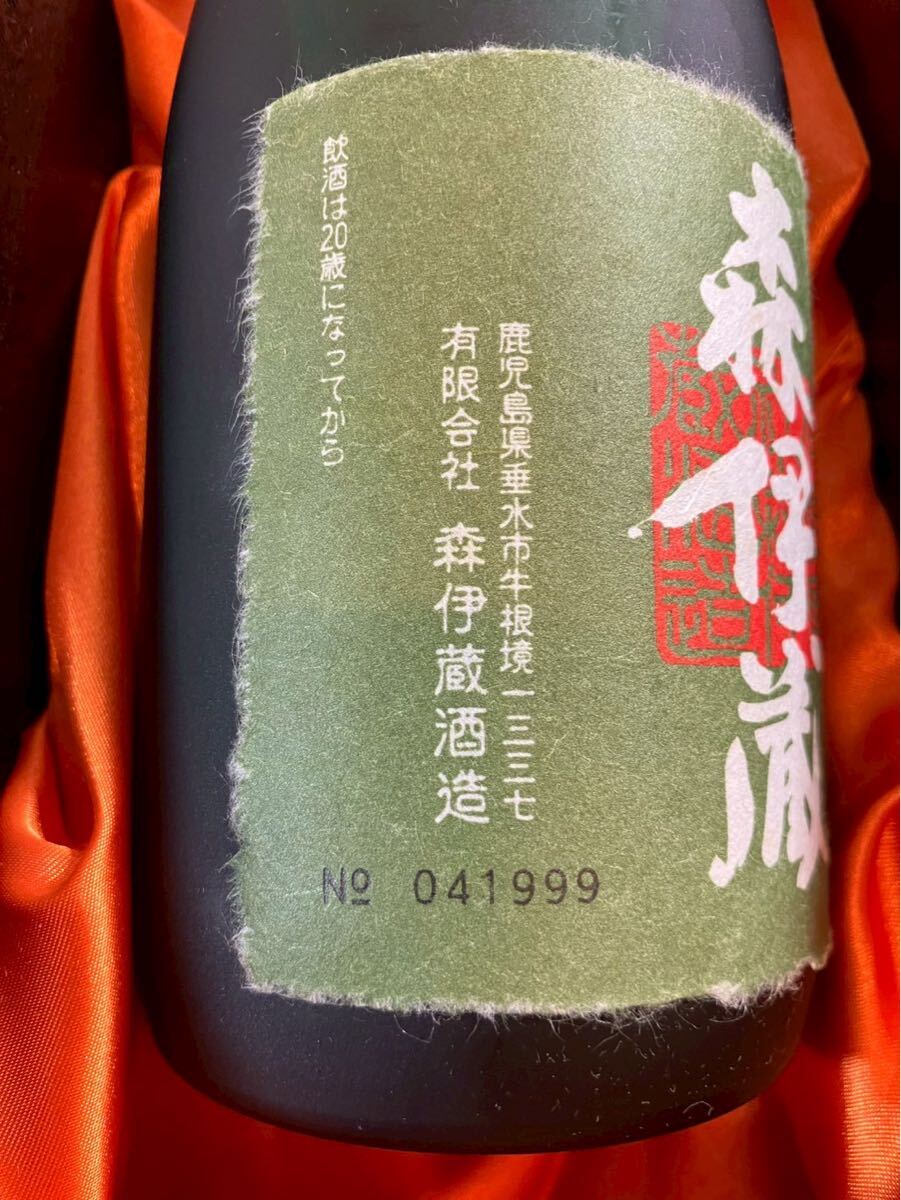 森伊蔵
鹿児島県垂水市牛根境一三三七
有限会社 森伊蔵酒造
飲酒は20歳になってから
№ 041999